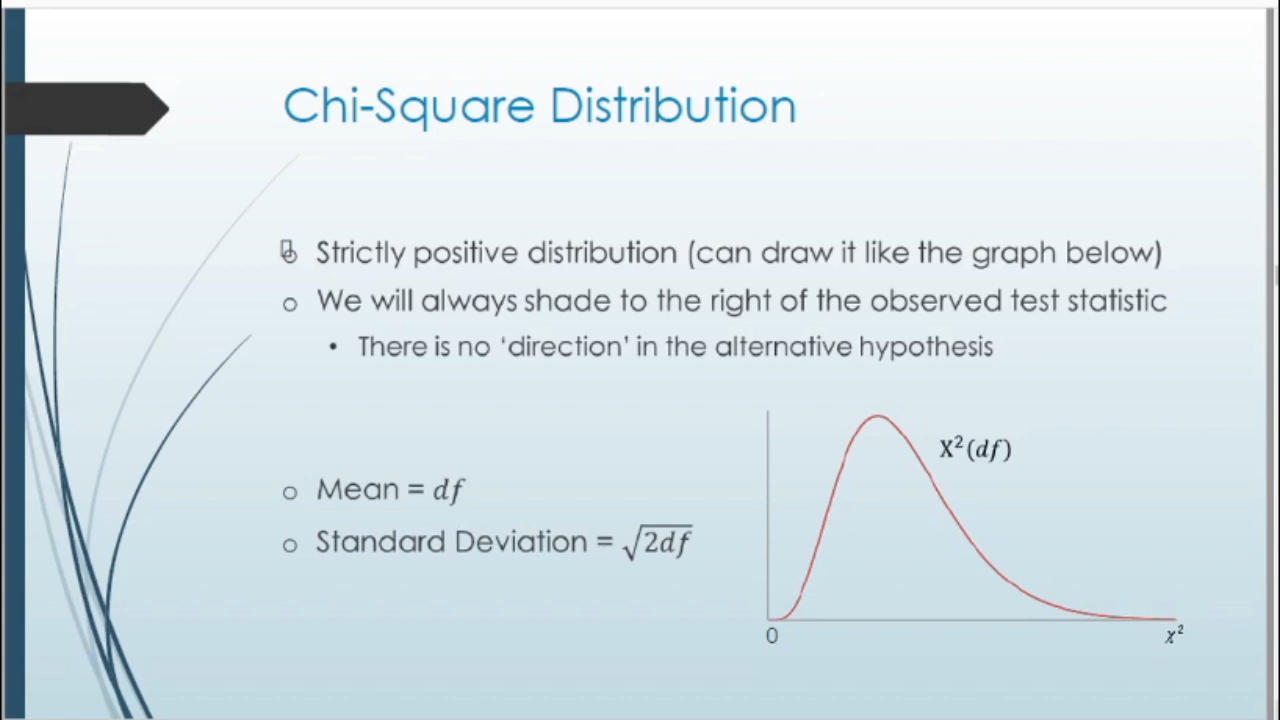 Chi-Square Distribution
Strictly positive distribution (can draw it like the graph below)
We will always shade to the right of the observed test statistic
• There is no ‘direction’ in the alternative hypothesis
Mean = df
Standard Deviation = √2df
X²(df)
0
χ²